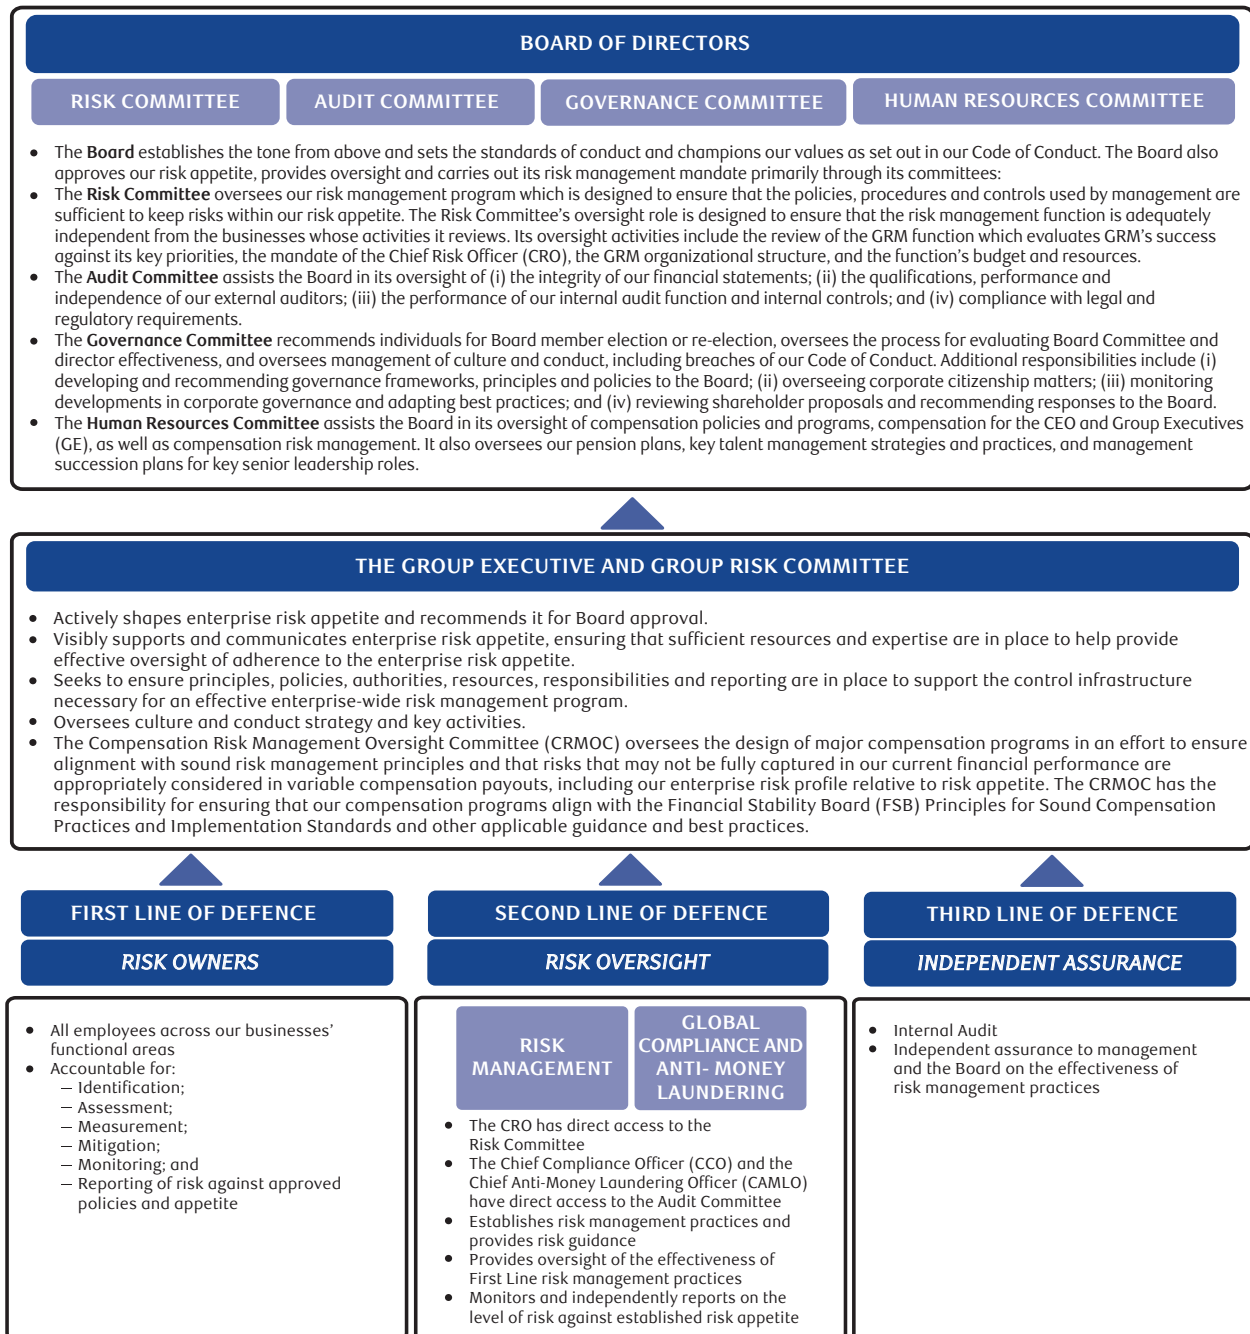 BOARD OF DIRECTORS
RISK COMMITTEE
AUDIT COMMITTEE
GOVERNANCE COMMITTEE
HUMAN RESOURCES COMMITTEE
• The Board establishes the tone from above and sets the standards of conduct and champions our values as set out in our Code of Conduct. The Board also
approves our risk appetite, provides oversight and carries out its risk management mandate primarily through its committees:
• The Risk Committee oversees our risk management program which is designed to ensure that the policies, procedures and controls used by management are
sufficient to keep risks within our risk appetite. The Risk Committee’s oversight role is designed to ensure that the risk management function is adequately
independent from the businesses whose activities it reviews. Its oversight activities include the review of the GRM function which evaluates GRM’s success
against its key priorities, the mandate of the Chief Risk Officer (CRO), the GRM organizational structure, and the function’s budget and resources.
• The Audit Committee assists the Board in its oversight of (i) the integrity of our financial statements; (ii) the qualifications, performance and
independence of our external auditors; (iii) the performance of our internal audit function and internal controls; and (iv) compliance with legal and
regulatory requirements.
• The Governance Committee recommends individuals for Board member election or re-election, oversees the process for evaluating Board Committee and
director effectiveness, and oversees management of culture and conduct, including breaches of our Code of Conduct. Additional responsibilities include (i)
developing and recommending governance frameworks, principles and policies to the Board; (ii) overseeing corporate citizenship matters; (iii) monitoring
developments in corporate governance and adapting best practices; and (iv) reviewing shareholder proposals and recommending responses to the Board.
• The Human Resources Committee assists the Board in its oversight of compensation policies and programs, compensation for the CEO and Group Executives
(GE), as well as compensation risk management. It also oversees our pension plans, key talent management strategies and practices, and management
succession plans for key senior leadership roles.
THE GROUP EXECUTIVE AND GROUP RISK COMMITTEE
• Actively shapes enterprise risk appetite and recommends it for Board approval.
• Visibly supports and communicates enterprise risk appetite, ensuring that sufficient resources and expertise are in place to help provide
effective oversight of adherence to the enterprise risk appetite.
• Seeks to ensure principles, policies, authorities, resources, responsibilities and reporting are in place to support the control infrastructure
necessary for an effective enterprise-wide risk management program.
• Oversees culture and conduct strategy and key activities.
• The Compensation Risk Management Oversight Committee (CRMOC) oversees the design of major compensation programs in an effort to ensure
alignment with sound risk management principles and that risks that may not be fully captured in our current financial performance are
appropriately considered in variable compensation payouts, including our enterprise risk profile relative to risk appetite. The CRMOC has the
responsibility for ensuring that our compensation programs align with the Financial Stability Board (FSB) Principles for Sound Compensation
Practices and Implementation Standards and other applicable guidance and best practices.
FIRST LINE OF DEFENCE
RISK OWNERS
• All employees across our businesses’
functional areas
• Accountable for:
– Identification;
– Assessment;
– Measurement;
– Mitigation;
– Monitoring; and
– Reporting of risk against approved
policies and appetite
SECOND LINE OF DEFENCE
RISK OVERSIGHT
RISK
MANAGEMENT
GLOBAL
COMPLIANCE AND
ANTI- MONEY
LAUNDERING
• The CRO has direct access to the
Risk Committee
• The Chief Compliance Officer (CCO) and the
Chief Anti-Money Laundering Officer (CAMLO)
have direct access to the Audit Committee
• Establishes risk management practices and
provides risk guidance
• Provides oversight of the effectiveness of
First Line risk management practices
• Monitors and independently reports on the
level of risk against established risk appetite
THIRD LINE OF DEFENCE
INDEPENDENT ASSURANCE
• Internal Audit
• Independent assurance to management
and the Board on the effectiveness of
risk management practices